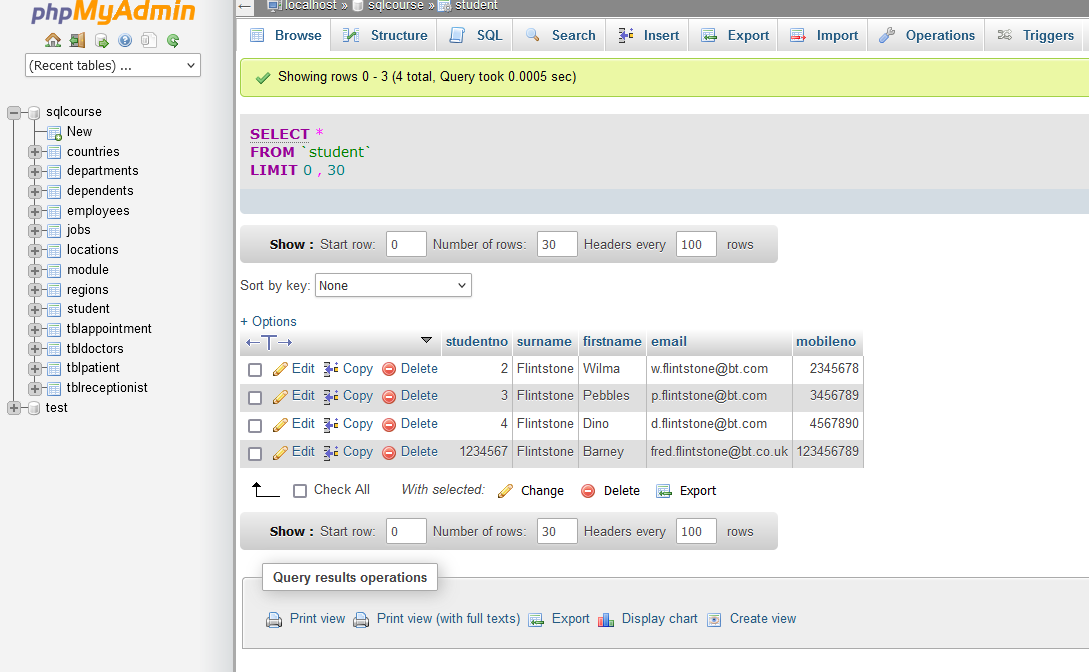 phpMyAdmin
(Recent tables) ...
sqlcourse
New
countries
departments
dependents
employees
jobs
locations
module
regions
student
tblappointment
tbldoctors
tblpatient
tblreceptionist
test
localhost » sqlcourse » student
Browse Structure SQL Search Insert Export Import Operations Triggers
Showing rows 0 - 3 (4 total, Query took 0.0005 sec)
SELECT *
FROM `student`
LIMIT 0 , 30
Show : Start row: 0 Number of rows: 30 Headers every 100 rows
Sort by key: None
+ Options
studentno surname firstname email mobileno
Edit Copy Delete 2 Flintstone Wilma w.flintstone@bt.com 2345678
Edit Copy Delete 3 Flintstone Pebbles p.flintstone@bt.com 3456789
Edit Copy Delete 4 Flintstone Dino d.flintstone@bt.com 4567890
Edit Copy Delete 1234567 Flintstone Barney fred.flintstone@bt.co.uk 123456789
Check All With selected: Change Delete Export
Show : Start row: 0 Number of rows: 30 Headers every 100 rows
Query results operations
Print view Print view (with full texts) Export Display chart Create view